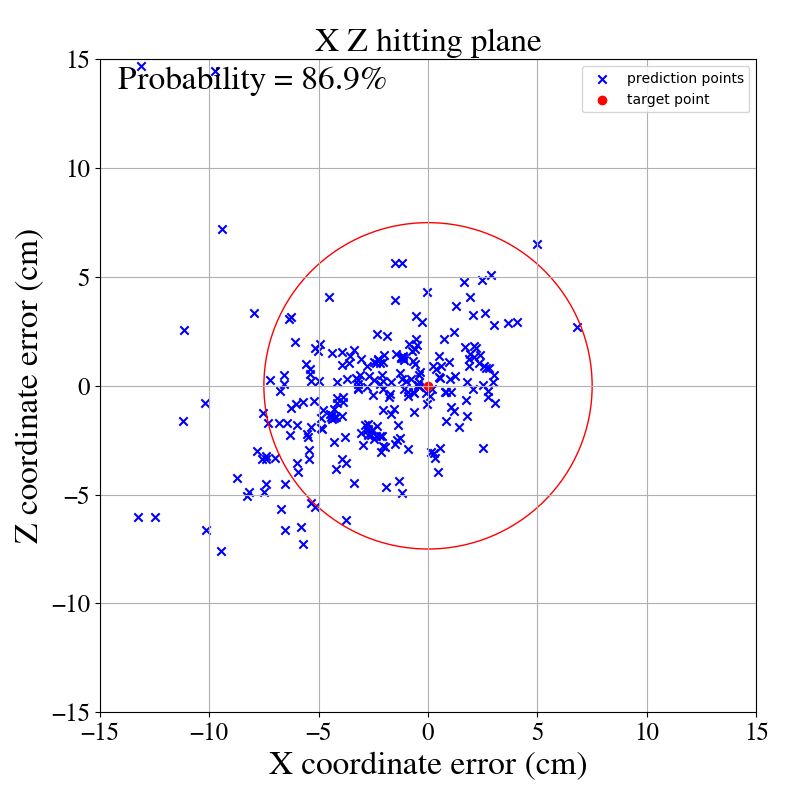 X Z hitting plane
Probability = 86.9%
prediction points
target point
Z coordinate error (cm)
15
10
5
0
−5
−10
−15
−15 −10 −5 0 5 10 15
X coordinate error (cm)